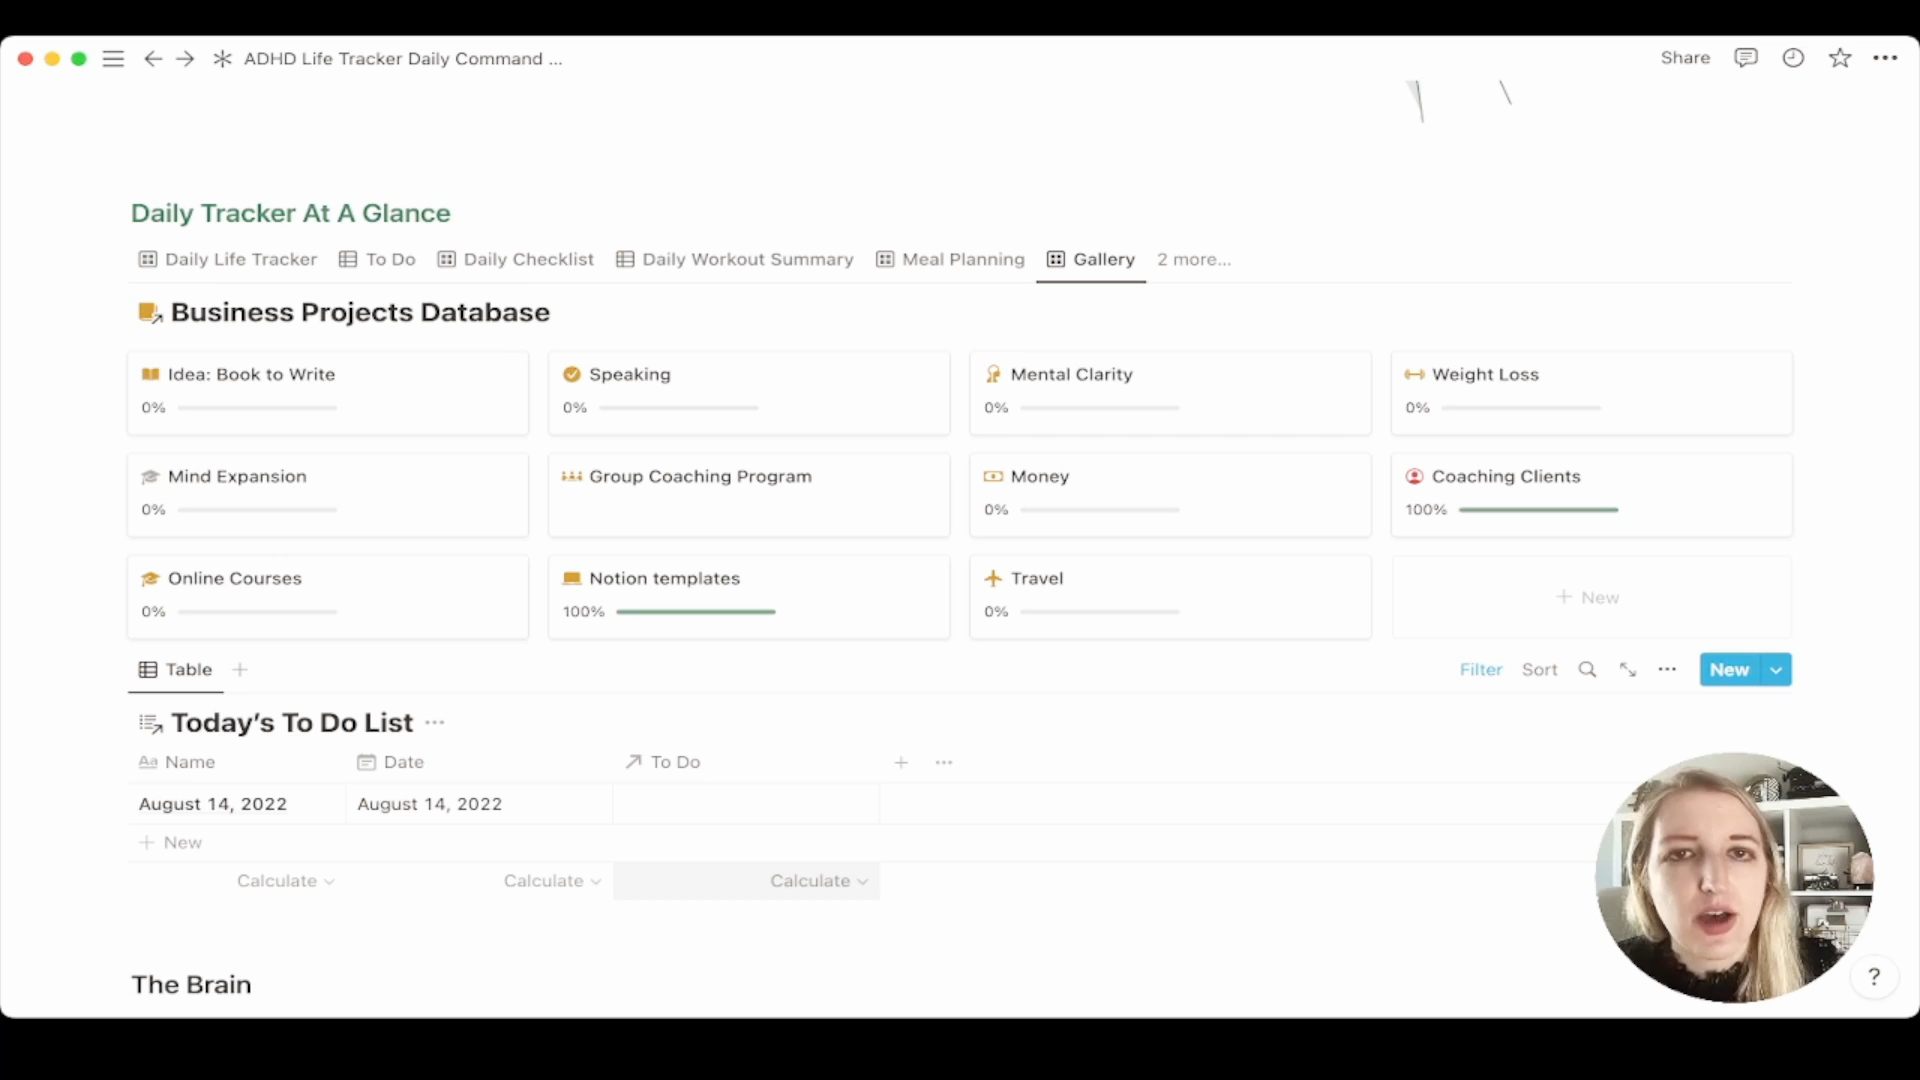 ADHD Life Tracker Daily Command ...
Share
Daily Tracker At A Glance
Daily Life Tracker To Do Daily Checklist Daily Workout Summary Meal Planning Gallery 2 more...
Business Projects Database
Idea: Book to Write
0%
Speaking
0%
Mental Clarity
0%
Weight Loss
0%
Mind Expansion
0%
Group Coaching Program
Money
0%
Coaching Clients
100%
Online Courses
0%
Notion templates
100%
Travel
0%
+ New
Table +
Filter Sort ... New
Today's To Do List ...
Aa Name Date To Do + ...
August 14, 2022 August 14, 2022
+ New
Calculate Calculate Calculate
The Brain
?